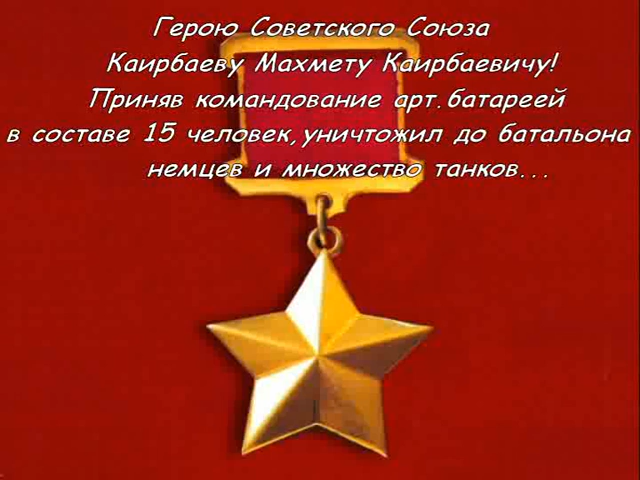 Герою Советского Союза
Каирбаеву Махмету Каирбаевичу!
Приняв командование арт. батареей
в составе 15 человек, уничтожил до батальона
немцев и множество танков...